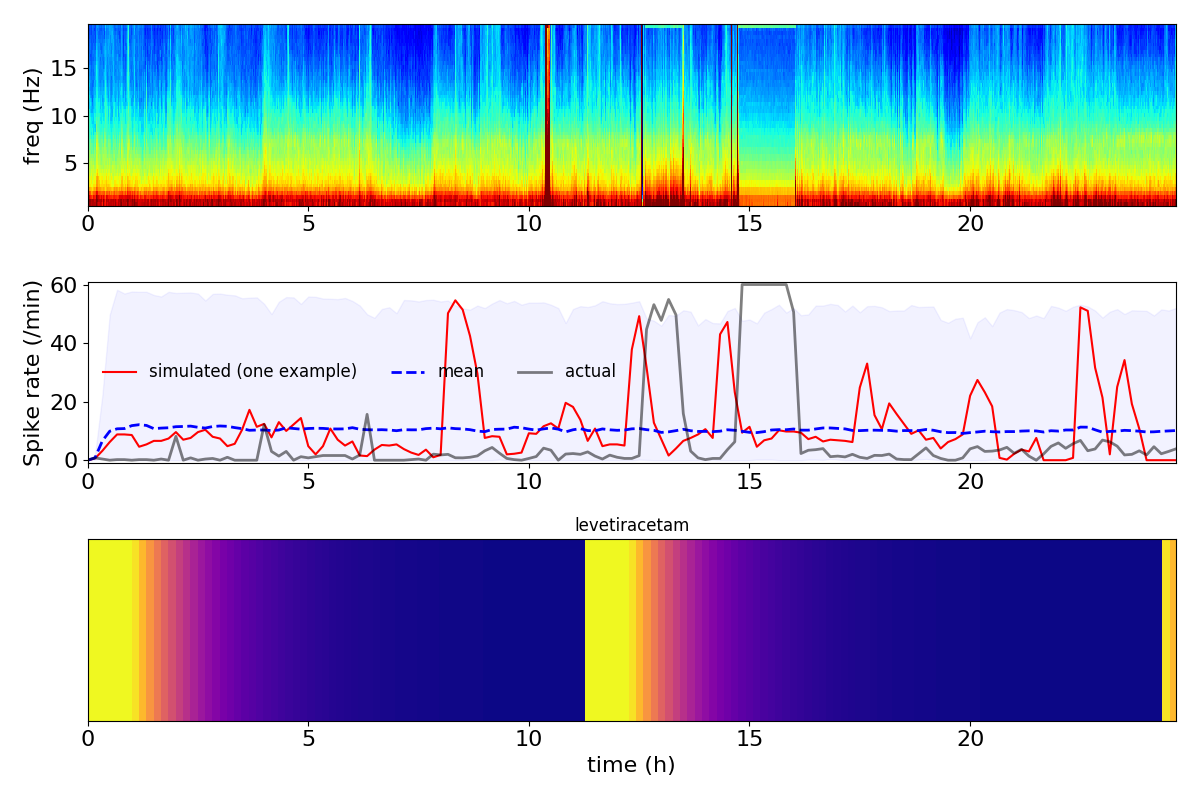 freq (Hz)
15
10
5
0 5 10 15 20
Spike rate (/min)
60
40
20
0
simulated (one example) mean actual
0 5 10 15 20
levetiracetam
0 5 10 15 20
time (h)